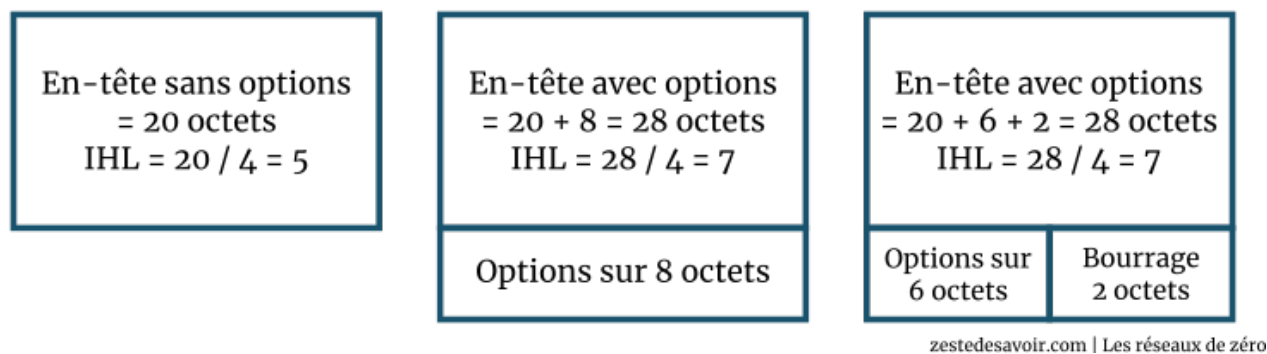 En-tête sans options
= 20 octets
IHL = 20 / 4 = 5
En-tête avec options
= 20 + 8 = 28 octets
IHL = 28 / 4 = 7
Options sur 8 octets
En-tête avec options
= 20 + 6 + 2 = 28 octets
IHL = 28 / 4 = 7
Options sur
6 octets
Bourrage
2 octets
zestedesavoir.com | Les réseaux de zéro